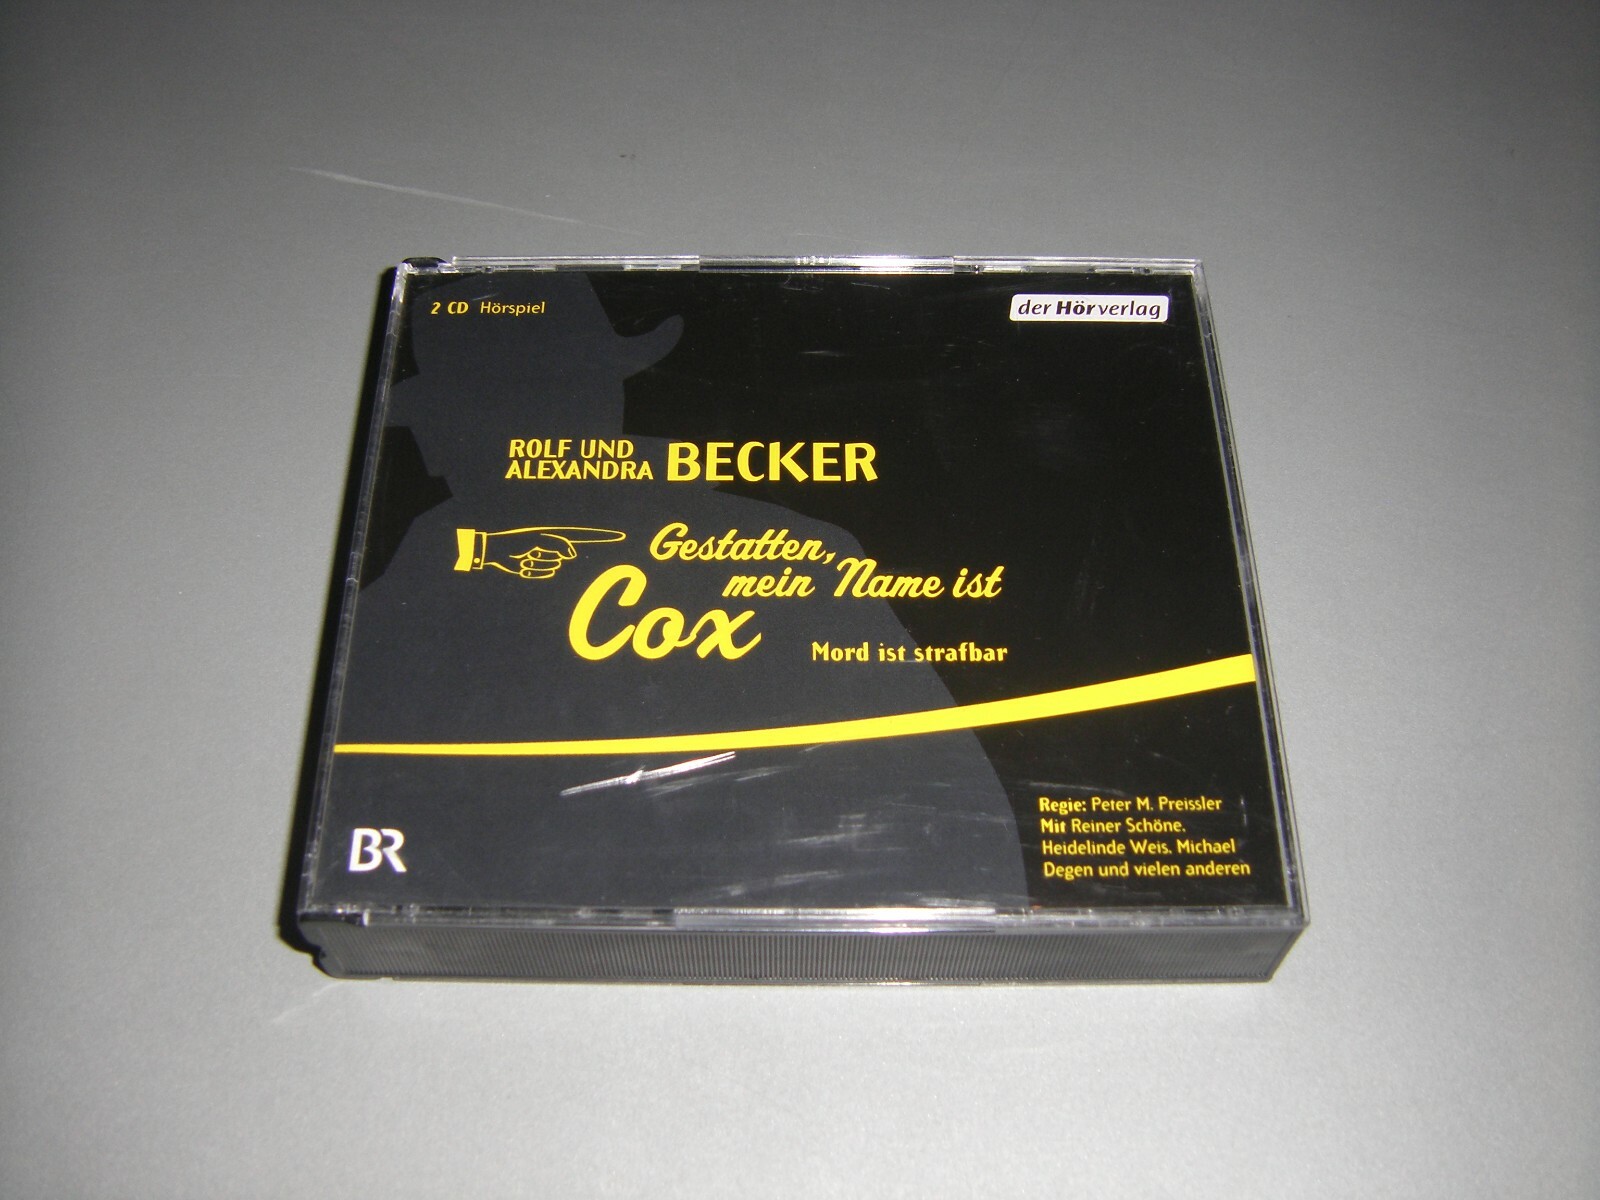 2 CD Hörspiel
der Hörverlag
ROLF UND
ALEXANDRA BECKER
Gestatten,
mein Name ist
Cox
Mord ist strafbar
BR
Regie: Peter M. Preissler
Mit Reiner Schöne,
Heidelinde Weis, Michael
Degen und vielen anderen